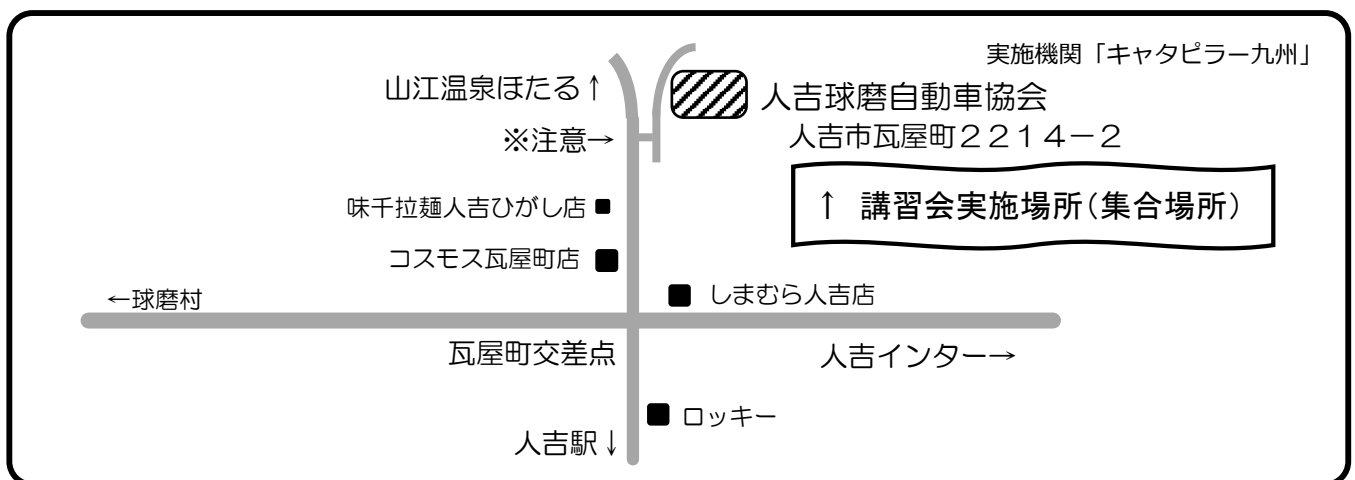 実施機関「キャタピラー九州」
山江温泉ほたる↑
人吉球磨自動車協会
※注意→
人吉市瓦屋町2214-2
味千拉麺人吉ひがし店
↑ 講習会実施場所(集合場所)
コスモス瓦屋町店
←球磨村
しまむら人吉店
瓦屋町交差点
人吉インター→
ロッキー
人吉駅↓